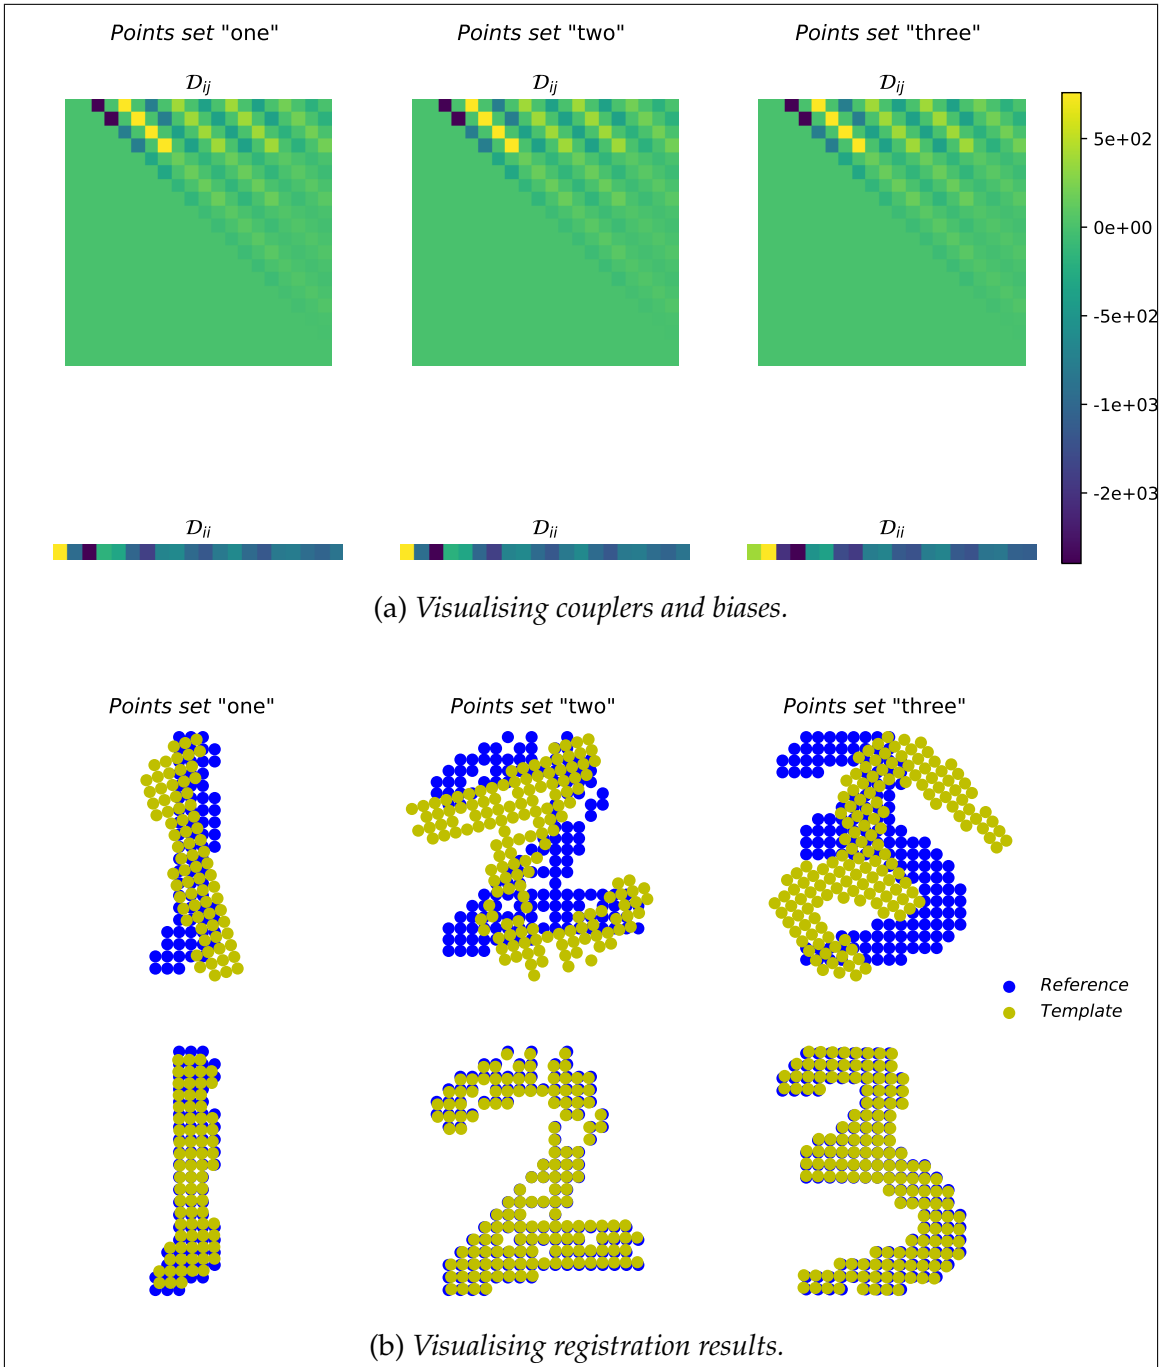 Points set "one" Points set "two" Points set "three"
𝒟ij 𝒟ij 𝒟ij
5e+02
0e+00
-5e+02
-1e+03
-2e+03
𝒟ii 𝒟ii 𝒟ii
(a) Visualising couplers and biases.
Points set "one" Points set "two" Points set "three"
Reference
Template
(b) Visualising registration results.